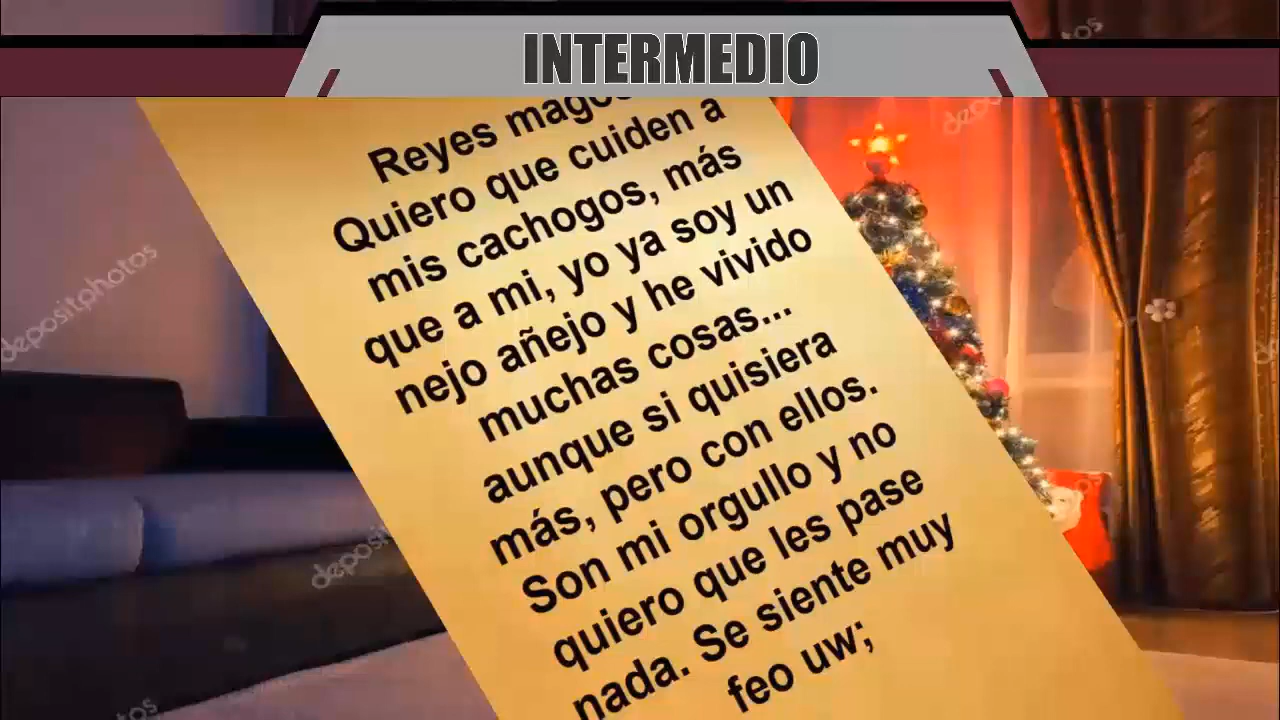 INTERMEDIO
Reyes magos
Quiero que cuiden a
mis cachogos, más
que a mi, yo ya soy un
nejo añejo y he vivido
muchas cosas...
aunque si quisiera
más, pero con ellos.
Son mi orgullo y no
quiero que les pase
nada. Se siente muy
feo uw;
depositphotos